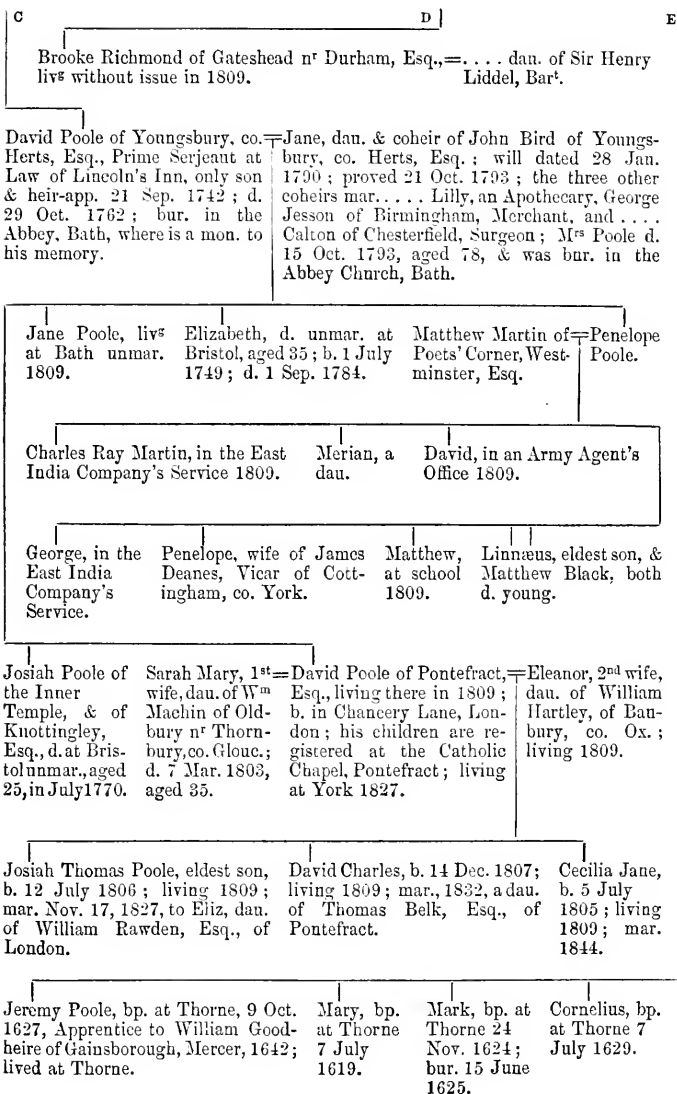 C D E
Brooke Richmond of Gateshead nʳ Durham, Esq.,=. . . . dau. of Sir Henry
livᵍ without issue in 1809. Liddel, Barᵗ.
David Poole of Youngsbury, co.
Herts, Esq., Prime Serjeant at
Law of Lincoln's Inn, only son
& heir-app. 21 Sep. 1742 ; d.
29 Oct. 1762 ; bur. in the
Abbey, Bath, where is a mon. to
his memory.
=Jane, dau. & coheir of John Bird of Youngs-
bury, co. Herts, Esq. ; will dated 28 Jan.
1790 ; proved 21 Oct. 1793 ; the three other
coheirs mar. . . . . Lilly, an Apothecary, George
Jesson of Birmingham, Merchant, and . . . .
Calton of Chesterfield, Surgeon ; Mʳˢ Poole d.
15 Oct. 1793, aged 78, & was bur. in the
Abbey Church, Bath.
Jane Poole, livᵍ
at Bath unmar.
1809.
Elizabeth, d. unmar. at
Bristol, aged 35 ; b. 1 July
1749 ; d. 1 Sep. 1784.
Matthew Martin of
Poets' Corner, West-
minster, Esq.
=Penelope
Poole.
Charles Ray Martin, in the East
India Company's Service 1809.
Merian, a
dau.
David, in an Army Agent's
Office 1809.
George, in the
East India
Company's
Service.
Penelope, wife of James
Deanes, Vicar of Cott-
ingham, co. York.
Matthew,
at school
1809.
Linnæus, eldest son, &
Matthew Black, both
d. young.
Josiah Poole of
the Inner
Temple, & of
Knottingley,
Esq., d. at Bris-
tol unmar., aged
25, in July 1770.
Sarah Mary, 1ˢᵗ
wife, dau. of Wᵐ
Machin of Old-
bury nʳ Thorn-
bury, co. Glouc.;
d. 7 Mar. 1803,
aged 35.
=David Poole of Pontefract,
Esq., living there in 1809 ;
b. in Chancery Lane, Lon-
don ; his children are re-
gistered at the Catholic
Chapel, Pontefract ; living
at York 1827.
=Eleanor, 2ⁿᵈ wife,
dau. of William
Hartley, of Ban-
bury, co. Ox. ;
living 1809.
Josiah Thomas Poole, eldest son,
b. 12 July 1806 ; living 1809 ;
mar. Nov. 17, 1827, to Eliz, dau.
of William Rawden, Esq., of
London.
David Charles, b. 14 Dec. 1807;
living 1809 ; mar., 1832, a dau.
of Thomas Belk, Esq., of
Pontefract.
Cecilia Jane,
b. 5 July
1805 ; living
1809 ; mar.
1844.
Jeremy Poole, bp. at Thorne, 9 Oct.
1627, Apprentice to William Good-
heire of Gainsborough, Mercer, 1642;
lived at Thorne.
Mary, bp.
at Thorne
7 July
1619.
Mark, bp. at
Thorne 24
Nov. 1624 ;
bur. 15 June
1625.
Cornelius, bp.
at Thorne 7
July 1629.